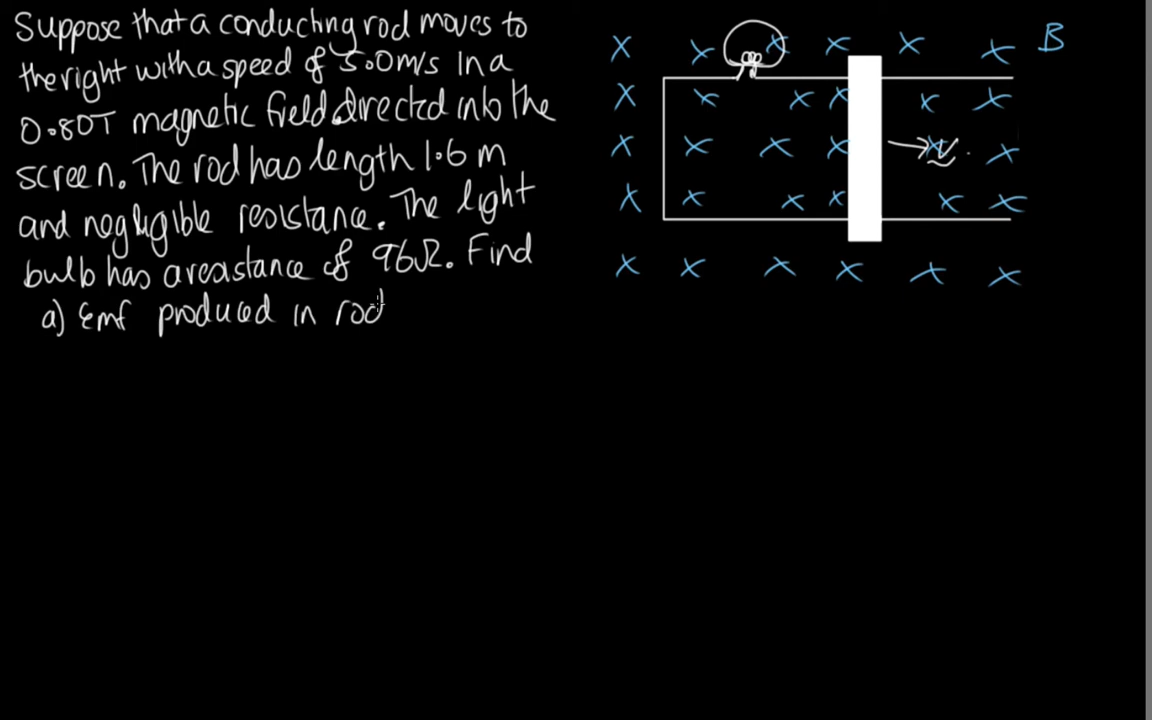 Suppose that a conducting rod moves to
the right with a speed of 5.0m/s in a
0.80T magnetic field directed into the
screen. The rod has length 1.6 m
and negligible resistance. The light
bulb has a reasistance of 96Ω. Find
a) Emf produced in rod
x x x x x x B
x x x x x x
x x x x v x
x x x x x x
x x x x x x